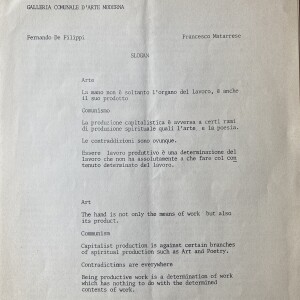 GALLERIA COMUNALE D'ARTE MODERNA
Fernando De Filippi
Francesco Matarrese
SLOGAN
Arte
La mano non è soltanto l'organo del lavoro, è anche
il suo prodotto
Comunismo
La produzione capitalistica è avversa a certi rami
di produzione spirituale quali l'arte e la poesia.
Le contraddizioni sono ovunque.
Essere lavoro produttivo è una determinazione del
lavoro che non ha assolutamente a che fare col con
tenuto determinato del lavoro.
Art
The hand is not only the means of work but also
its product.
Communism
Capitalist production is against certain branches
of spiritual production such as Art and Poetry.
Contradictions are everywhere
Being productive work is a determination of work
which has nothing to do with the determined
contents of work.